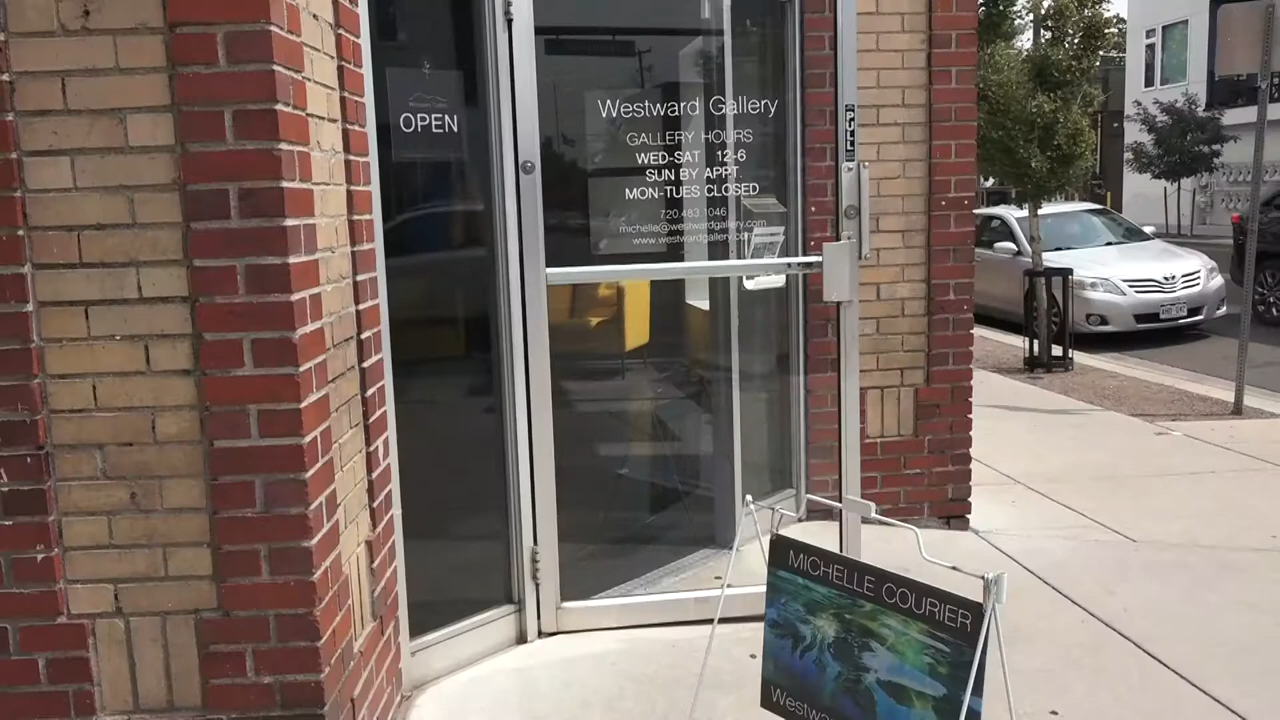 OPEN
Westward Gallery
GALLERY HOURS
WED-SAT 12-6
SUN BY APPT.
MON-TUES CLOSED
720.483.1046
michelle@westwardgallery.com
www.westwardgallery.com
PULL
MICHELLE COURIER